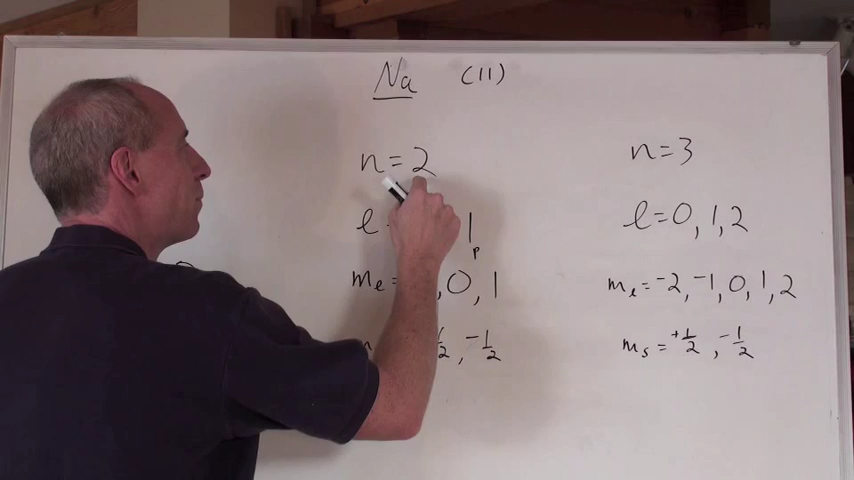 Na (11)
n=2
l= 1
p
mℓ= , 0, 1
½, -½
n=3
l=0, 1, 2
mℓ=-2, -1, 0, 1, 2
ms=+½, -½